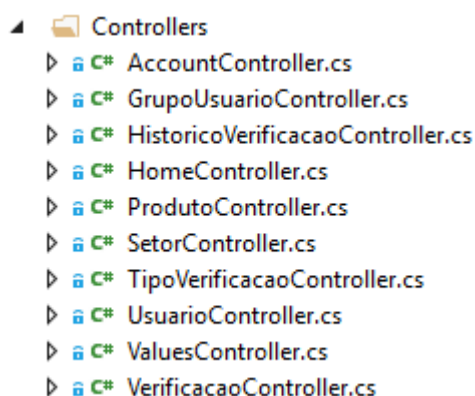 Controllers
C# AccountController.cs
C# GrupoUsuarioController.cs
C# HistoricoVerificacaoController.cs
C# HomeController.cs
C# ProdutoController.cs
C# SetorController.cs
C# TipoVerificacaoController.cs
C# UsuarioController.cs
C# ValuesController.cs
C# VerificacaoController.cs